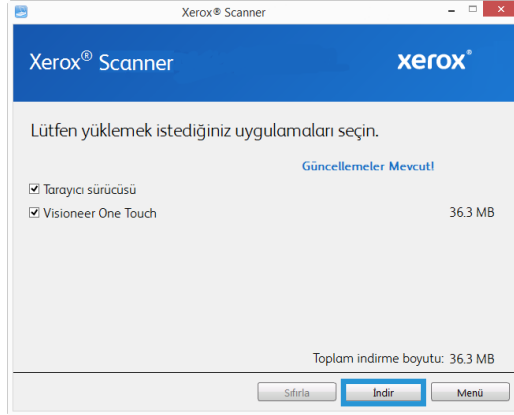 Xerox® Scanner
Xerox® Scanner
xerox®
Lütfen yüklemek istediğiniz uygulamaları seçin.
Güncellemeler Mevcut!
Tarayıcı sürücüsü
Visioneer One Touch 36.3 MB
Toplam indirme boyutu: 36.3 MB
Sıfırla İndir Menü